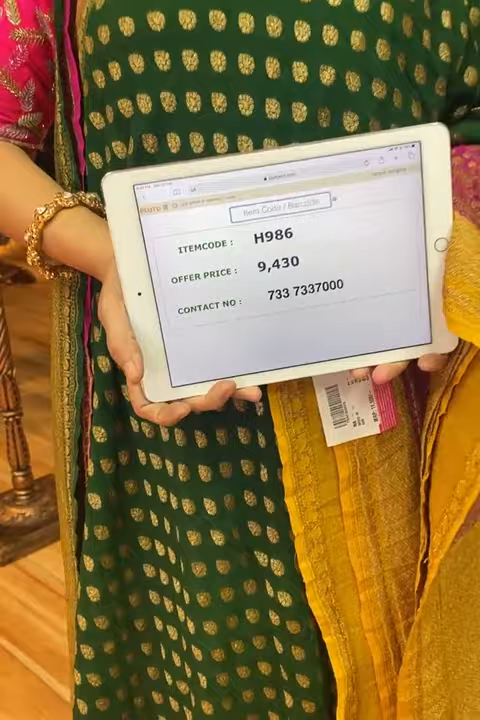 Item Code / Barcode
ITEMCODE : H986
OFFER PRICE : 9,430
CONTACT NO : 733 7337000